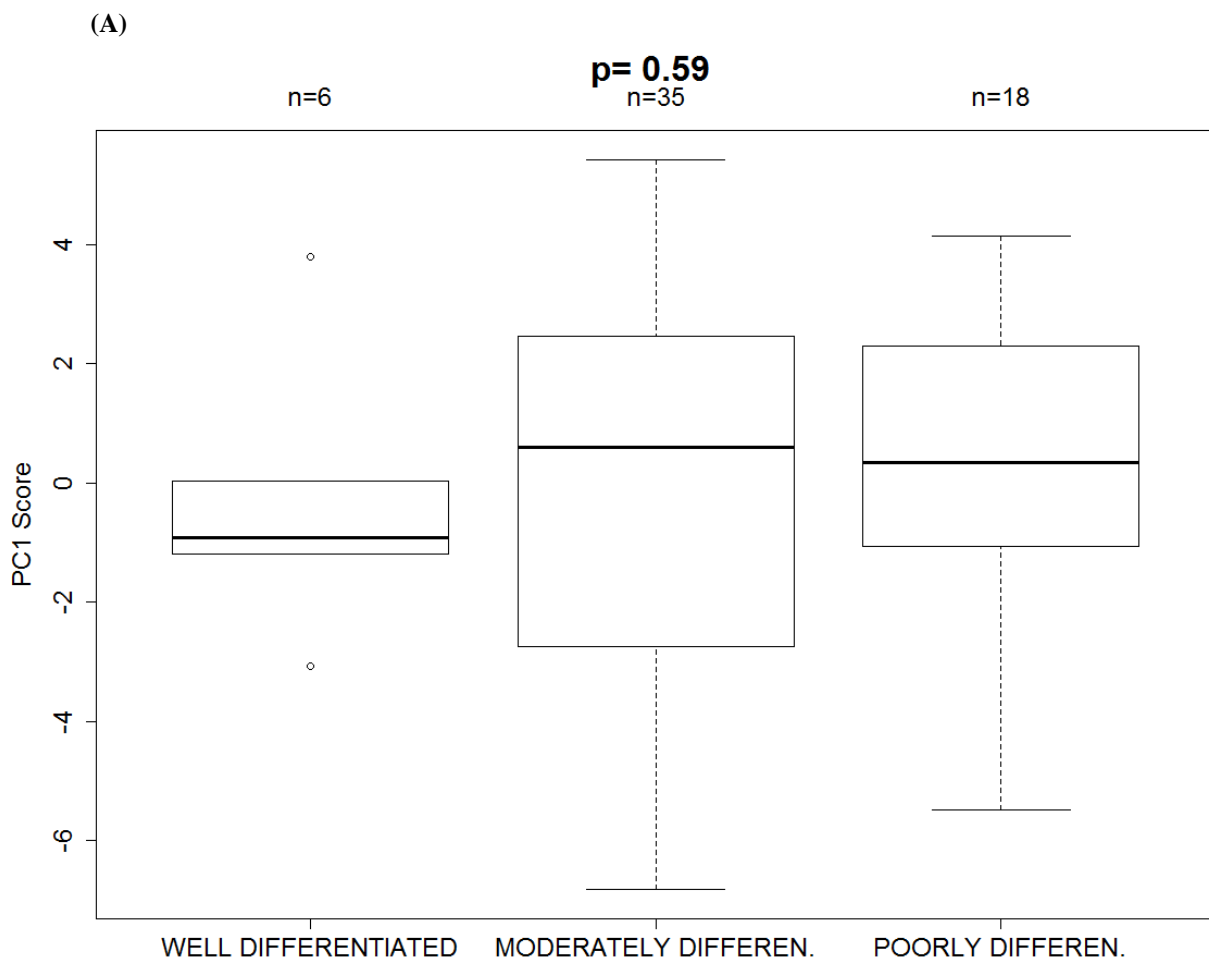 (A)
p= 0.59
n=6 n=35 n=18
4
2
0
-2
-4
-6
PC1 Score
WELL DIFFERENTIATED MODERATELY DIFFEREN. POORLY DIFFEREN.